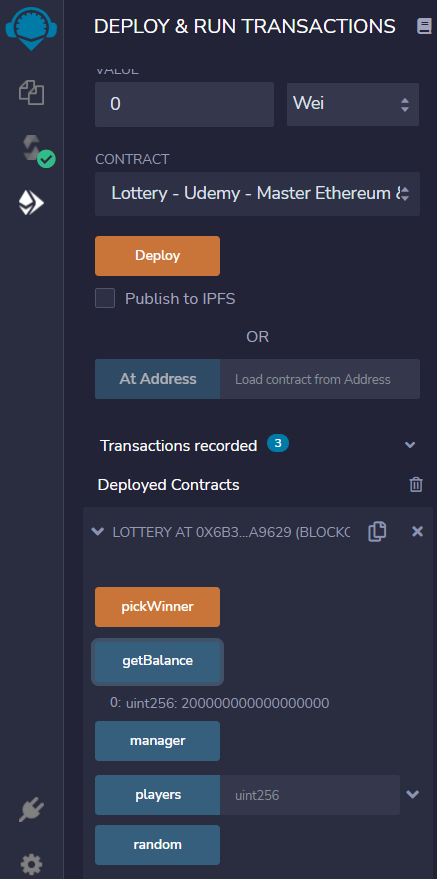 DEPLOY & RUN TRANSACTIONS
VALUE
0 Wei
CONTRACT
Lottery - Udemy - Master Ethereum &
Deploy
Publish to IPFS
OR
At Address Load contract from Address
Transactions recorded 3
Deployed Contracts
LOTTERY AT 0X6B3...A9629 (BLOCKC
pickWinner
getBalance
0: uint256: 200000000000000000
manager
players uint256
random